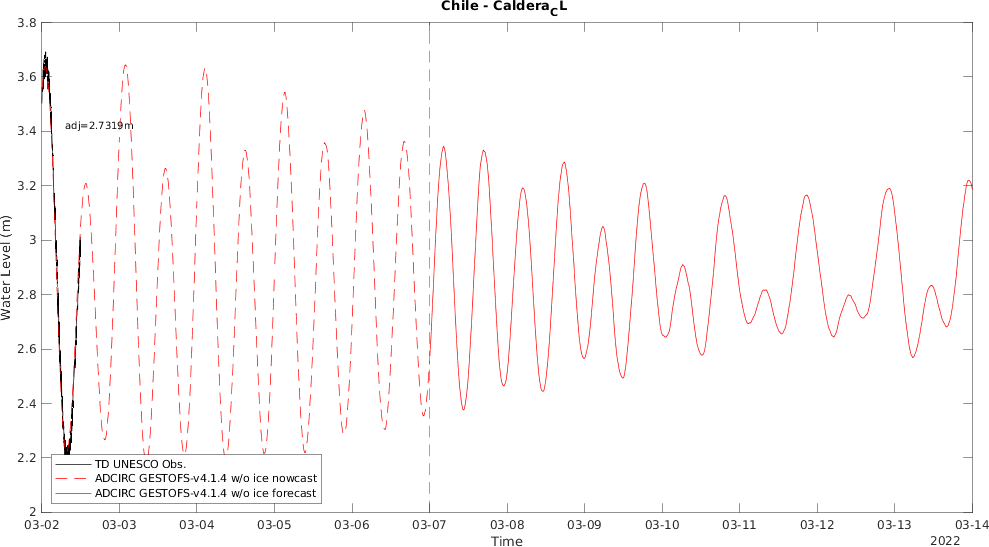 Chile - Caldera_CL
3.8
3.6
3.4
3.2
3
2.8
2.6
2.4
2.2
2
Water Level (m)
adj=2.7319m
TD UNESCO Obs.
ADCIRC GESTOFS-v4.1.4 w/o ice nowcast
ADCIRC GESTOFS-v4.1.4 w/o ice forecast
03-02 03-03 03-04 03-05 03-06 03-07 03-08 03-09 03-10 03-11 03-12 03-13 03-14
Time
2022